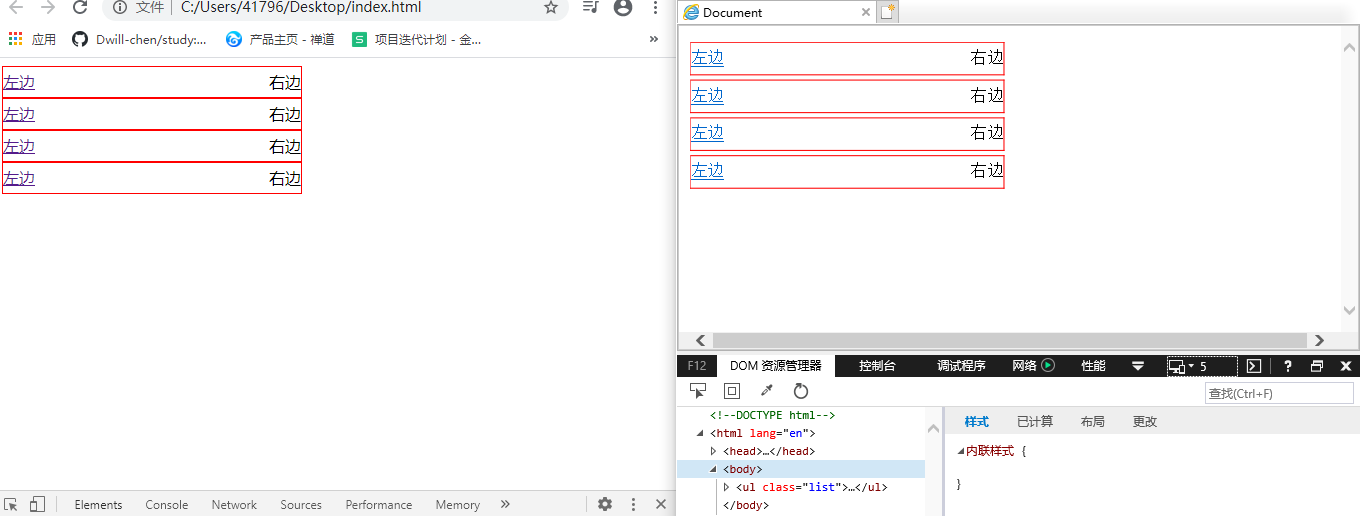 文件 C:/Users/41796/Desktop/index.html
应用 Dwill-chen/study:... 产品主页 - 禅道 项目迭代计划 - 金... »
左边 右边
左边 右边
左边 右边
左边 右边
Elements Console Network Sources Performance Memory »
Document
左边 右边
左边 右边
左边 右边
左边 右边
F12 DOM 资源管理器 控制台 调试程序 网络 性能 5 ?
查找(Ctrl+F)
<!--DOCTYPE html-->
<html lang="en">
<head>…</head>
<body>
<ul class="list">…</ul>
</body>
样式 已计算 布局 更改
内联样式 {
}